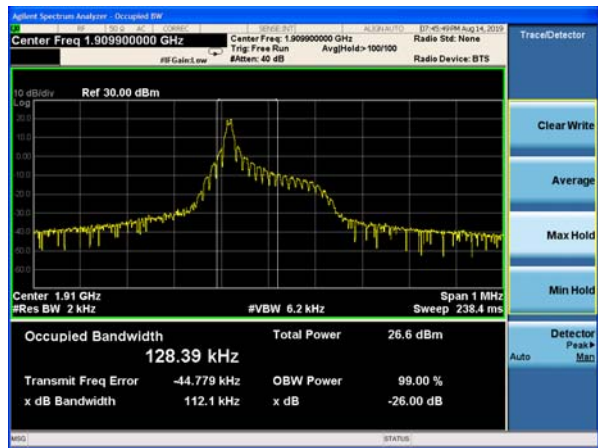 Agilent Spectrum Analyzer - Occupied BW
RF 50 Ω AC CORREC SENSE:INT ALIGN AUTO 07:45:49 PM Aug 14, 2019
Center Freq 1.909900000 GHz
Center Freq: 1.909900000 GHz
Radio Std: None
Trig: Free Run Avg|Hold:> 100/100
#IFGain:Low #Atten: 40 dB Radio Device: BTS
Trace/Detector
10 dB/div Ref 30.00 dBm
Log
20.0
10.0
0.00
-10.0
-20.0
-30.0
-40.0
-50.0
-60.0
Clear Write
Average
Max Hold
Min Hold
Center 1.91 GHz Span 1 MHz
#Res BW 2 kHz #VBW 6.2 kHz Sweep 238.4 ms
Occupied Bandwidth Total Power 26.6 dBm
128.39 kHz
Transmit Freq Error -44.779 kHz OBW Power 99.00 %
x dB Bandwidth 112.1 kHz x dB -26.00 dB
Detector
Peak▶
Auto Man
MSG STATUS